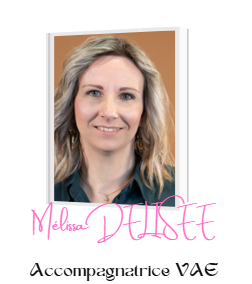 Mélissa DELISEE
Accompagnatrice VAE